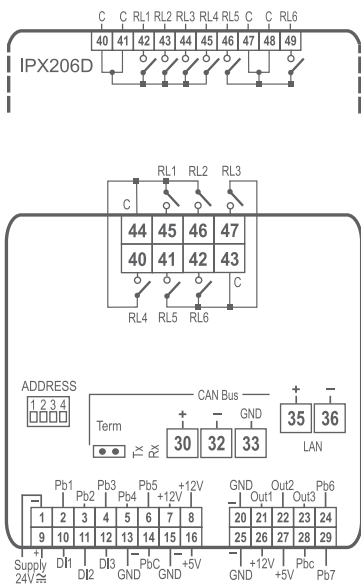 C C RL1 RL2 RL3 RL4 RL5 C C RL6
40 41 42 43 44 45 46 47 48 49
IPX206D
RL1 RL2 RL3
C
44 45 46 47
40 41 42 43
C
RL4 RL5 RL6
ADDRESS
1 2 3 4
CAN Bus
Term
Tx
Rx
+ − GND
30 32 33
+ −
35 36
LAN
Pb1 Pb2 Pb3 Pb4 Pb5 +12V +12V
− 1 2 3 4 5 6 7 8
+ 9 10 11 12 13 14 15 16
Supply 24V≂ DI1 DI2 DI3 GND PbC GND +5V
GND Out1 Out2 Out3 Pb6
20 21 22 23 24
25 26 27 28 29
GND +12V +5V Pbc Pb7